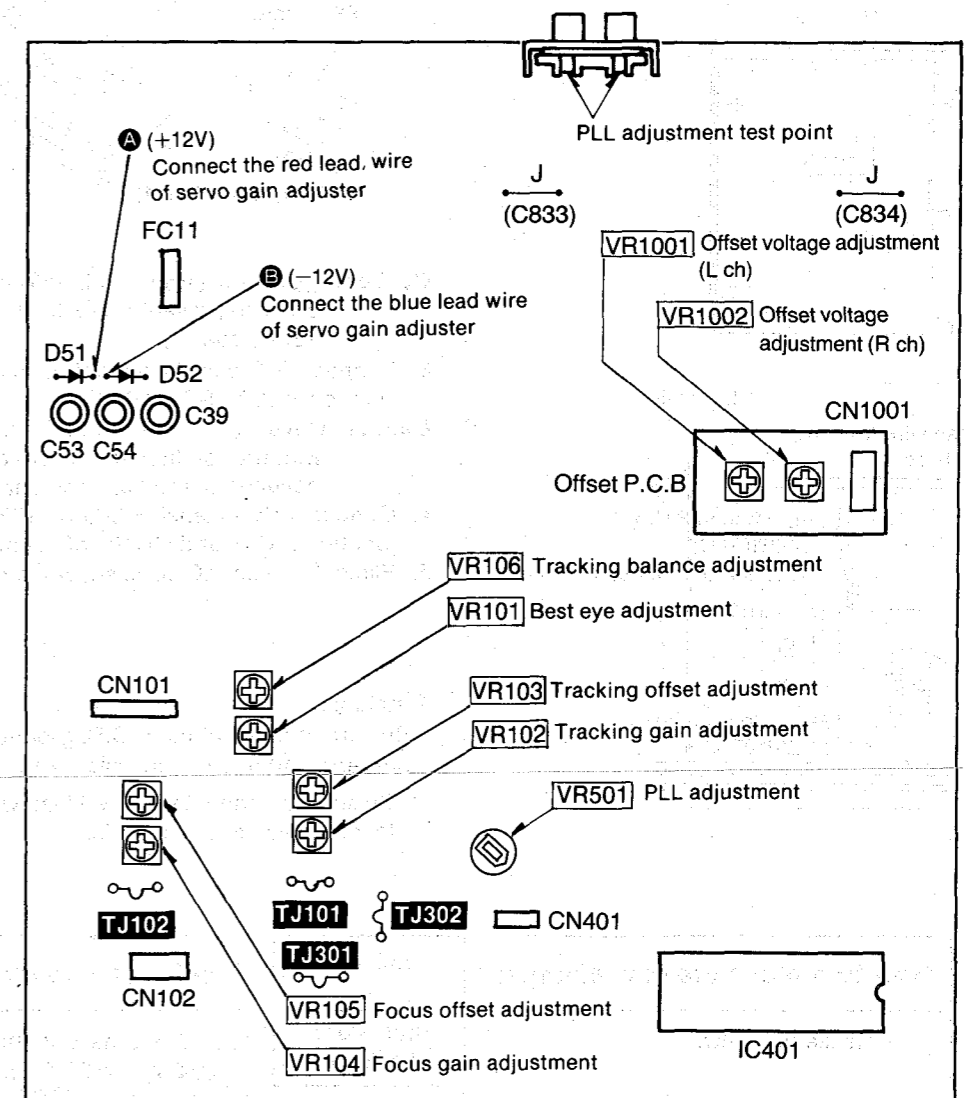 PLL adjustment test point
A (+12V)
Connect the red lead wire
of servo gain adjuster
J
(C833)
J
(C834)
FC11
VR1001 Offset voltage adjustment
(L ch)
B (−12V)
Connect the blue lead wire
of servo gain adjuster
VR1002 Offset voltage
adjustment (R ch)
D51
D52
C39
C53 C54
CN1001
Offset P.C.B
VR106 Tracking balance adjustment
VR101 Best eye adjustment
CN101
VR103 Tracking offset adjustment
VR102 Tracking gain adjustment
VR501 PLL adjustment
TJ102
TJ101
TJ302
CN401
TJ301
CN102
VR105 Focus offset adjustment
IC401
VR104 Focus gain adjustment